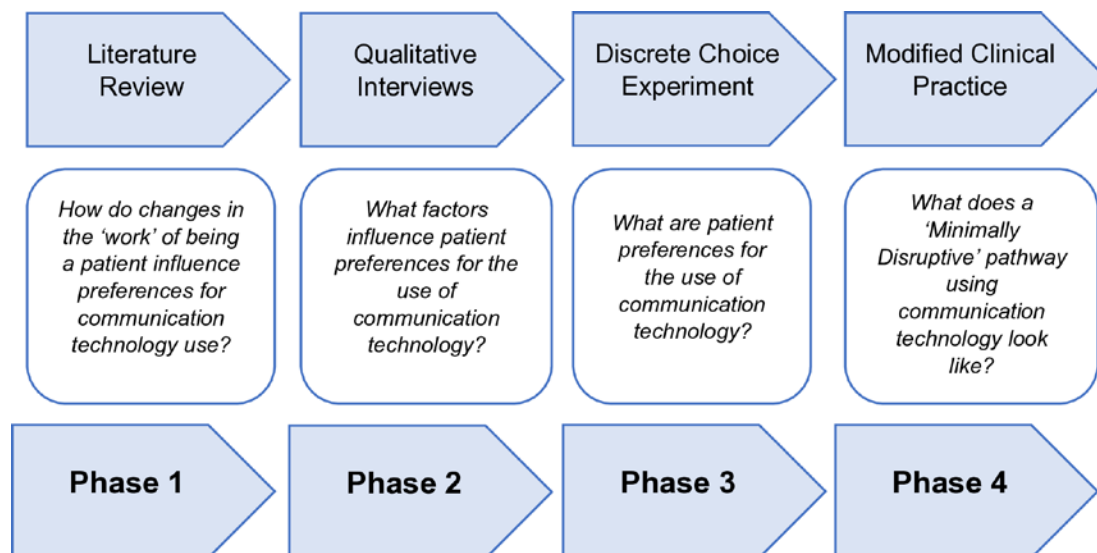 Literature
Review
Qualitative
Interviews
Discrete Choice
Experiment
Modified Clinical
Practice
How do changes in
the ‘work’ of being
a patient influence
preferences for
communication
technology use?
What factors
influence patient
preferences for the
use of
communication
technology?
What are patient
preferences for
the use of
communication
technology?
What does a
‘Minimally
Disruptive’ pathway
using
communication
technology look
like?
Phase 1
Phase 2
Phase 3
Phase 4